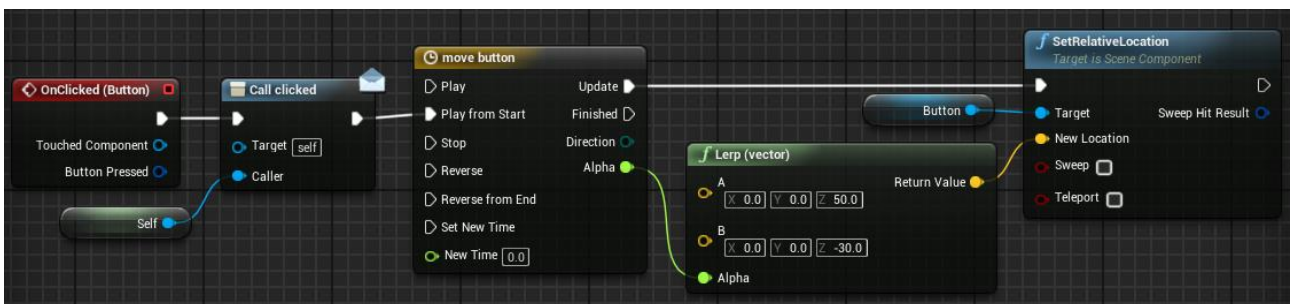 OnClicked (Button)
Touched Component
Button Pressed
Self
Call clicked
Target self
Caller
move button
Play
Play from Start
Stop
Reverse
Reverse from End
Set New Time
New Time 0.0
Update
Finished
Direction
Alpha
f Lerp (vector)
A
X 0.0 Y 0.0 Z 50.0
B
X 0.0 Y 0.0 Z -30.0
Alpha
Return Value
Button
f SetRelativeLocation
Target is Scene Component
Target
New Location
Sweep
Teleport
Sweep Hit Result